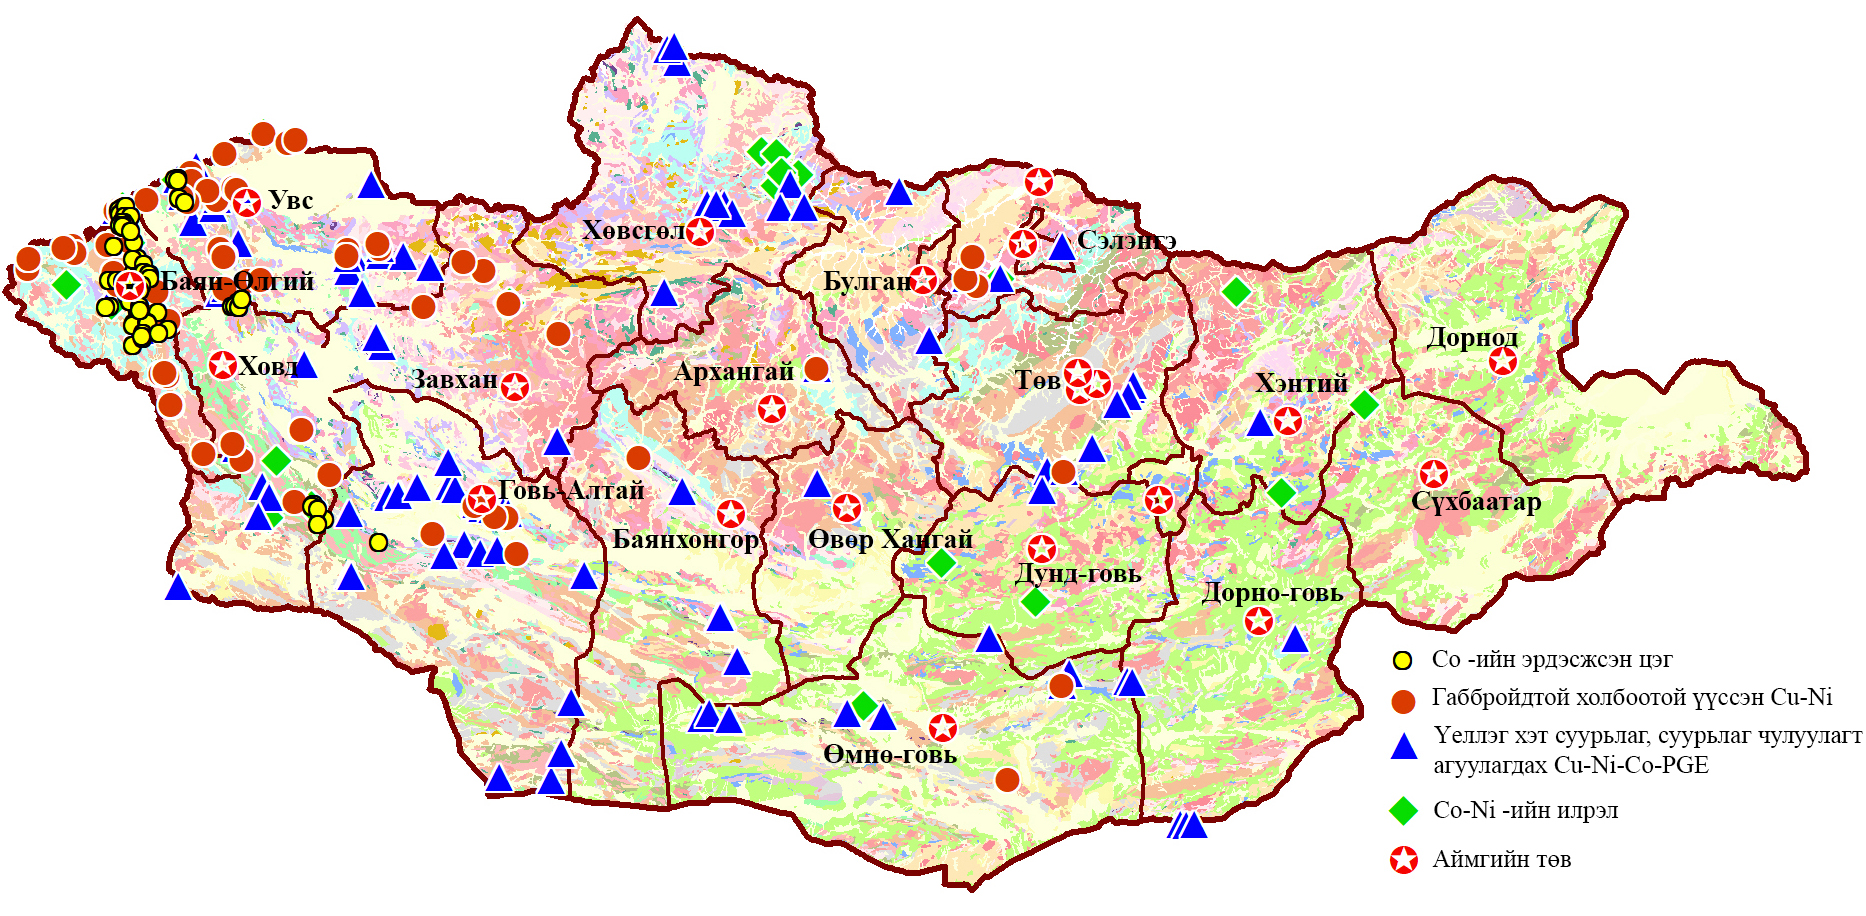 Увс
Хөвсгөл
Сэлэнгэ
Баян-Өлгий
Булган
Дорнод
Ховд
Завхан
Архангай
Төв
Хэнтий
Говь-Алтай
Сүхбаатар
Баянхонгор
Өвөр Хангай
Дунд-говь
Дорно-говь
Өмнө-говь
Co -ийн эрдэсжсэн цэг
Габбройдтой холбоотой үүссэн Cu-Ni
Үеллэг хэт суурьлаг, суурьлаг чулуулагт
агуулагдах Cu-Ni-Co-PGE
Co-Ni -ийн илрэл
Аймгийн төв